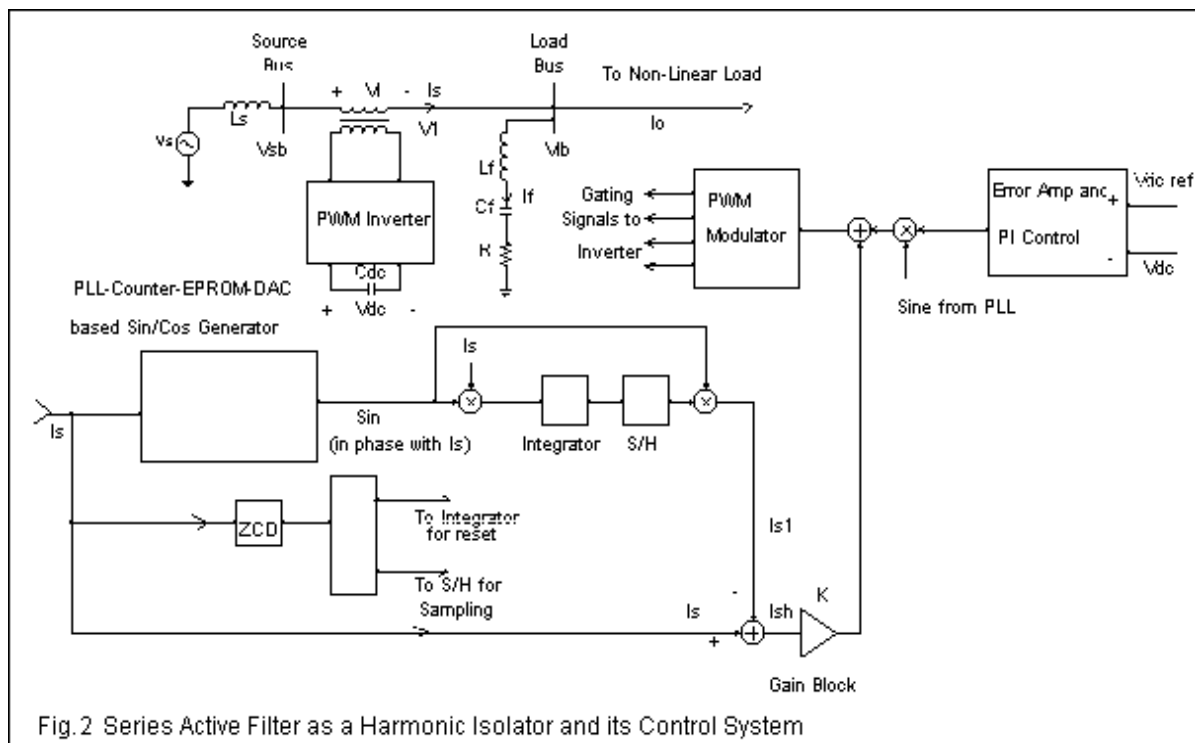 Source
Bus
Load
Bus
To Non-Linear Load
+ Vf -
Is
Ls
Vf
Io
Vs
Vsb
Vlb
Lf
If
Cf
R
PWM Inverter
Cdc
+ Vdc -
Gating
Signals to
Inverter
PWM
Modulator
+
×
Error Amp and
PI Control
+
-
Vdc ref
Vdc
Sine from PLL
PLL-Counter-EPROM-DAC
based Sin/Cos Generator
Is
Is
Sin
(in phase with Is)
×
Integrator
S/H
×
ZCD
To Integrator
for reset
To S/H for
Sampling
Is1
-
Is
+
+
Ish
K
Gain Block
Fig.2 Series Active Filter as a Harmonic Isolator and its Control System